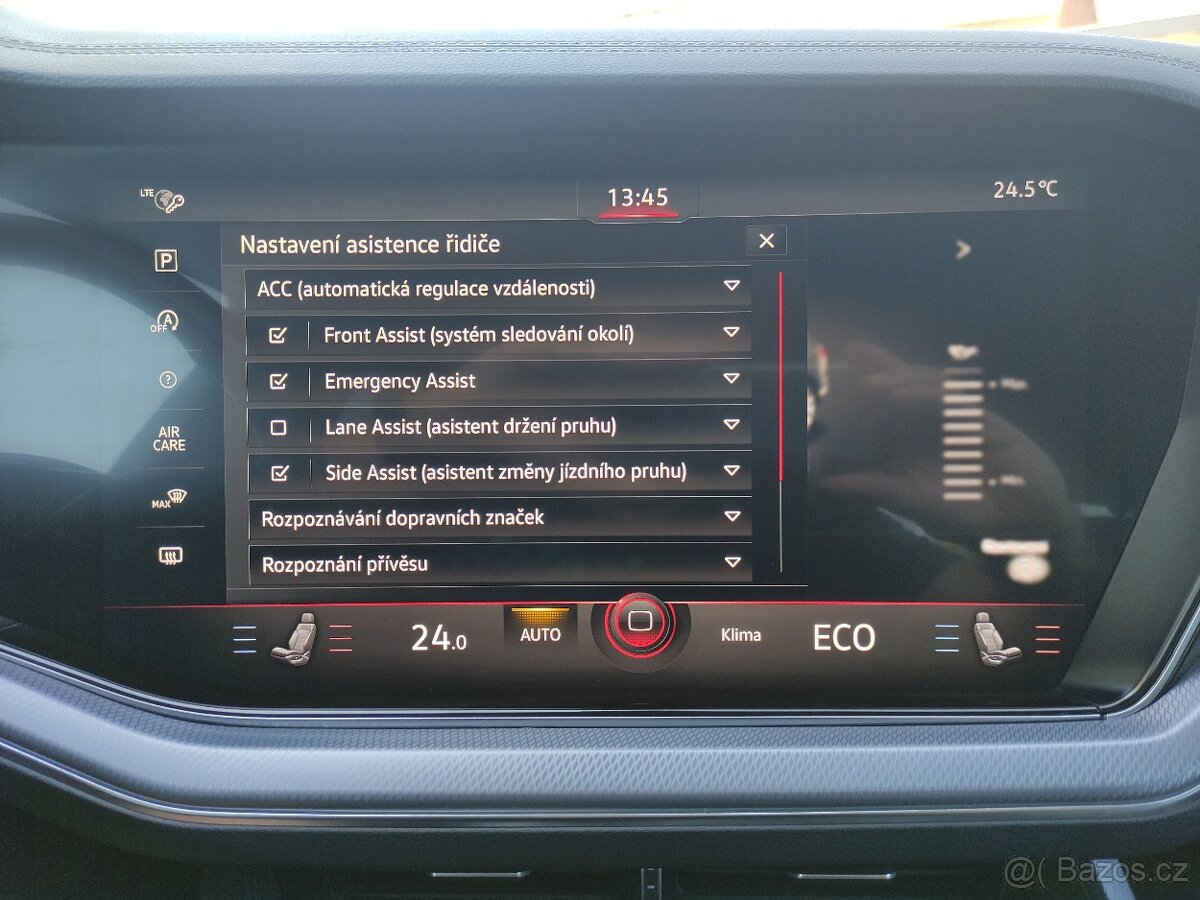 LTE
13:45
24.5°C
Nastavení asistence řidiče
P
ACC (automatická regulace vzdálenosti)
A
OFF
Front Assist (systém sledování okolí)
?
Emergency Assist
AIR
CARE
Lane Assist (asistent držení pruhu)
Side Assist (asistent změny jízdního pruhu)
MAX
Rozpoznávání dopravních značek
Rozpoznání přívěsu
24.0
AUTO
Klima
ECO
@( Bazos.cz